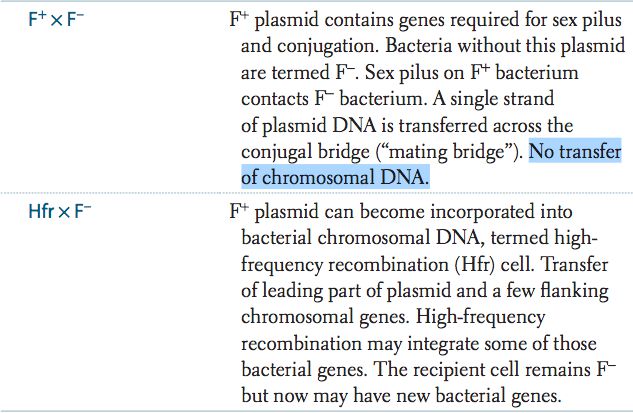 F⁺ × F⁻
F⁺ plasmid contains genes required for sex pilus
and conjugation. Bacteria without this plasmid
are termed F⁻. Sex pilus on F⁺ bacterium
contacts F⁻ bacterium. A single strand
of plasmid DNA is transferred across the
conjugal bridge (“mating bridge”). No transfer
of chromosomal DNA.
Hfr × F⁻
F⁺ plasmid can become incorporated into
bacterial chromosomal DNA, termed high-
frequency recombination (Hfr) cell. Transfer
of leading part of plasmid and a few flanking
chromosomal genes. High-frequency
recombination may integrate some of those
bacterial genes. The recipient cell remains F⁻
but now may have new bacterial genes.